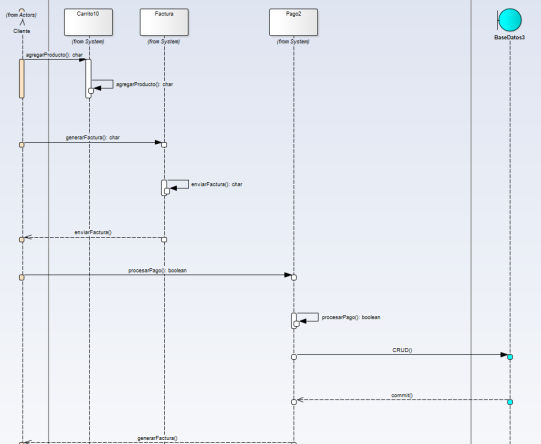 (from Actors)
Cliente
Carrito10
(from System)
Factura
(from System)
Pago2
(from System)
BaseDatos3
agregarProducto(): char
agregarProducto(): char
generarFactura(): char
enviarFactura(): char
enviarFactura()
procesarPago(): boolean
procesarPago(): boolean
CRUD()
commit()
generarFactura()